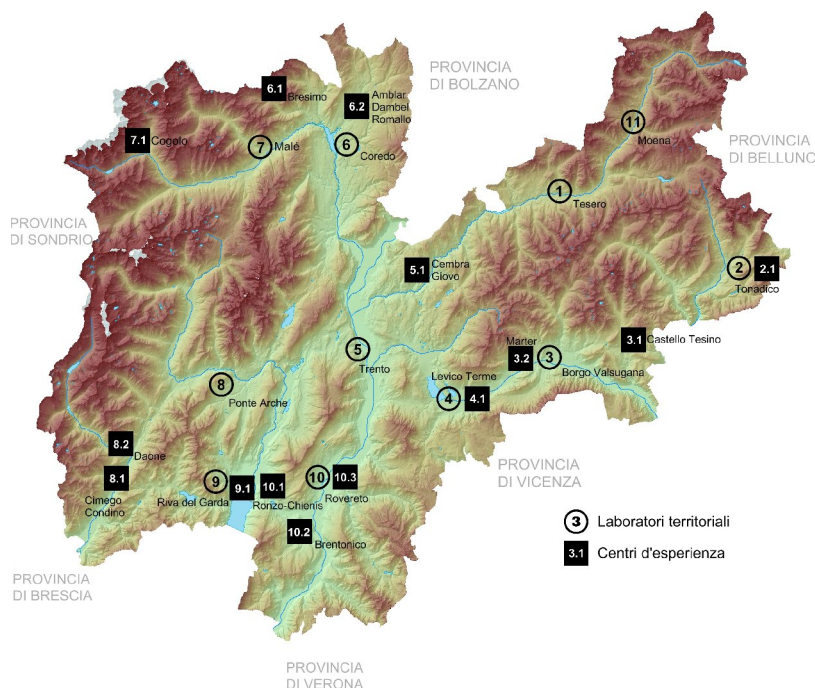 PROVINCIA
DI BOLZANO
6.1
Bresimo
6.2
Amblar
Dambel
Romallo
11
Moena
7.1
Cogolo
7
Malé
6
Coredo
PROVINCIA
DI BELLUNO
1
Tesero
PROVINCIA
DI SONDRIO
5.1
Cembra
Giovo
2
2.1
Tonadico
3.1
Castello Tesino
Marter
3.2
3
Borgo Valsugana
5
Trento
Levico Terme
4
4.1
8
Ponte Arche
8.2
Daone
8.1
Cimego
Condino
9
9.1
Riva del Garda
10.1
Ronzo-Chienis
10
10.3
Rovereto
10.2
Brentonico
PROVINCIA
DI VICENZA
3
Laboratori territoriali
3.1
Centri d'esperienza
PROVINCIA
DI BRESCIA
PROVINCIA
DI VERONA